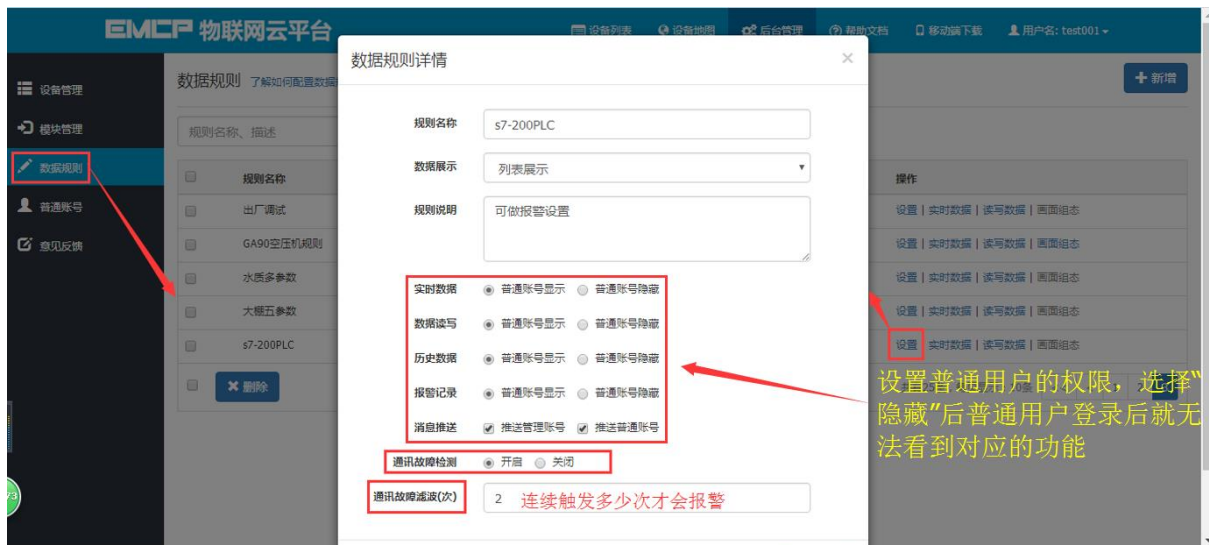 EMCP 物联网云平台
设备列表 设备地图 后台管理 帮助文档 移动端下载 用户名: test001
设备管理
模块管理
数据规则
普通账号
意见反馈
数据规则 了解如何配置数据
新增
规则名称、描述
规则名称
操作
出厂调试
设置 | 实时数据 | 读写数据 | 画面组态
GA90空压机规则
设置 | 实时数据 | 读写数据 | 画面组态
水质多参数
设置 | 实时数据 | 读写数据 | 画面组态
大棚五参数
设置 | 实时数据 | 读写数据 | 画面组态
s7-200PLC
设置 实时数据 | 读写数据 | 画面组态
删除
数据规则详情
×
规则名称 s7-200PLC
数据展示 列表展示
规则说明 可做报警设置
实时数据 普通账号显示 普通账号隐藏
数据读写 普通账号显示 普通账号隐藏
历史数据 普通账号显示 普通账号隐藏
报警记录 普通账号显示 普通账号隐藏
消息推送 推送管理账号 推送普通账号
通讯故障检测 开启 关闭
通讯故障滤波(次) 2 连续触发多少次才会报警
设置普通用户的权限，选择“
隐藏”后普通用户登录后就无
法看到对应的功能